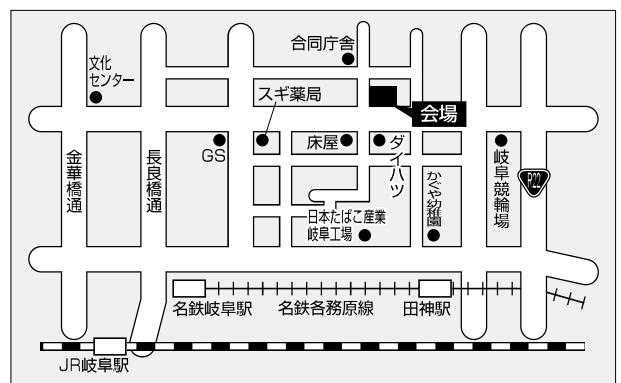 合同庁舎
文化
センター
スギ薬局
会場
GS
床屋
ダイハツ
金華橋通
長良橋通
かぐや幼稚園
岐阜競輪場
R22
日本たばこ産業
岐阜工場
名鉄岐阜駅
名鉄各務原線
田神駅
JR岐阜駅